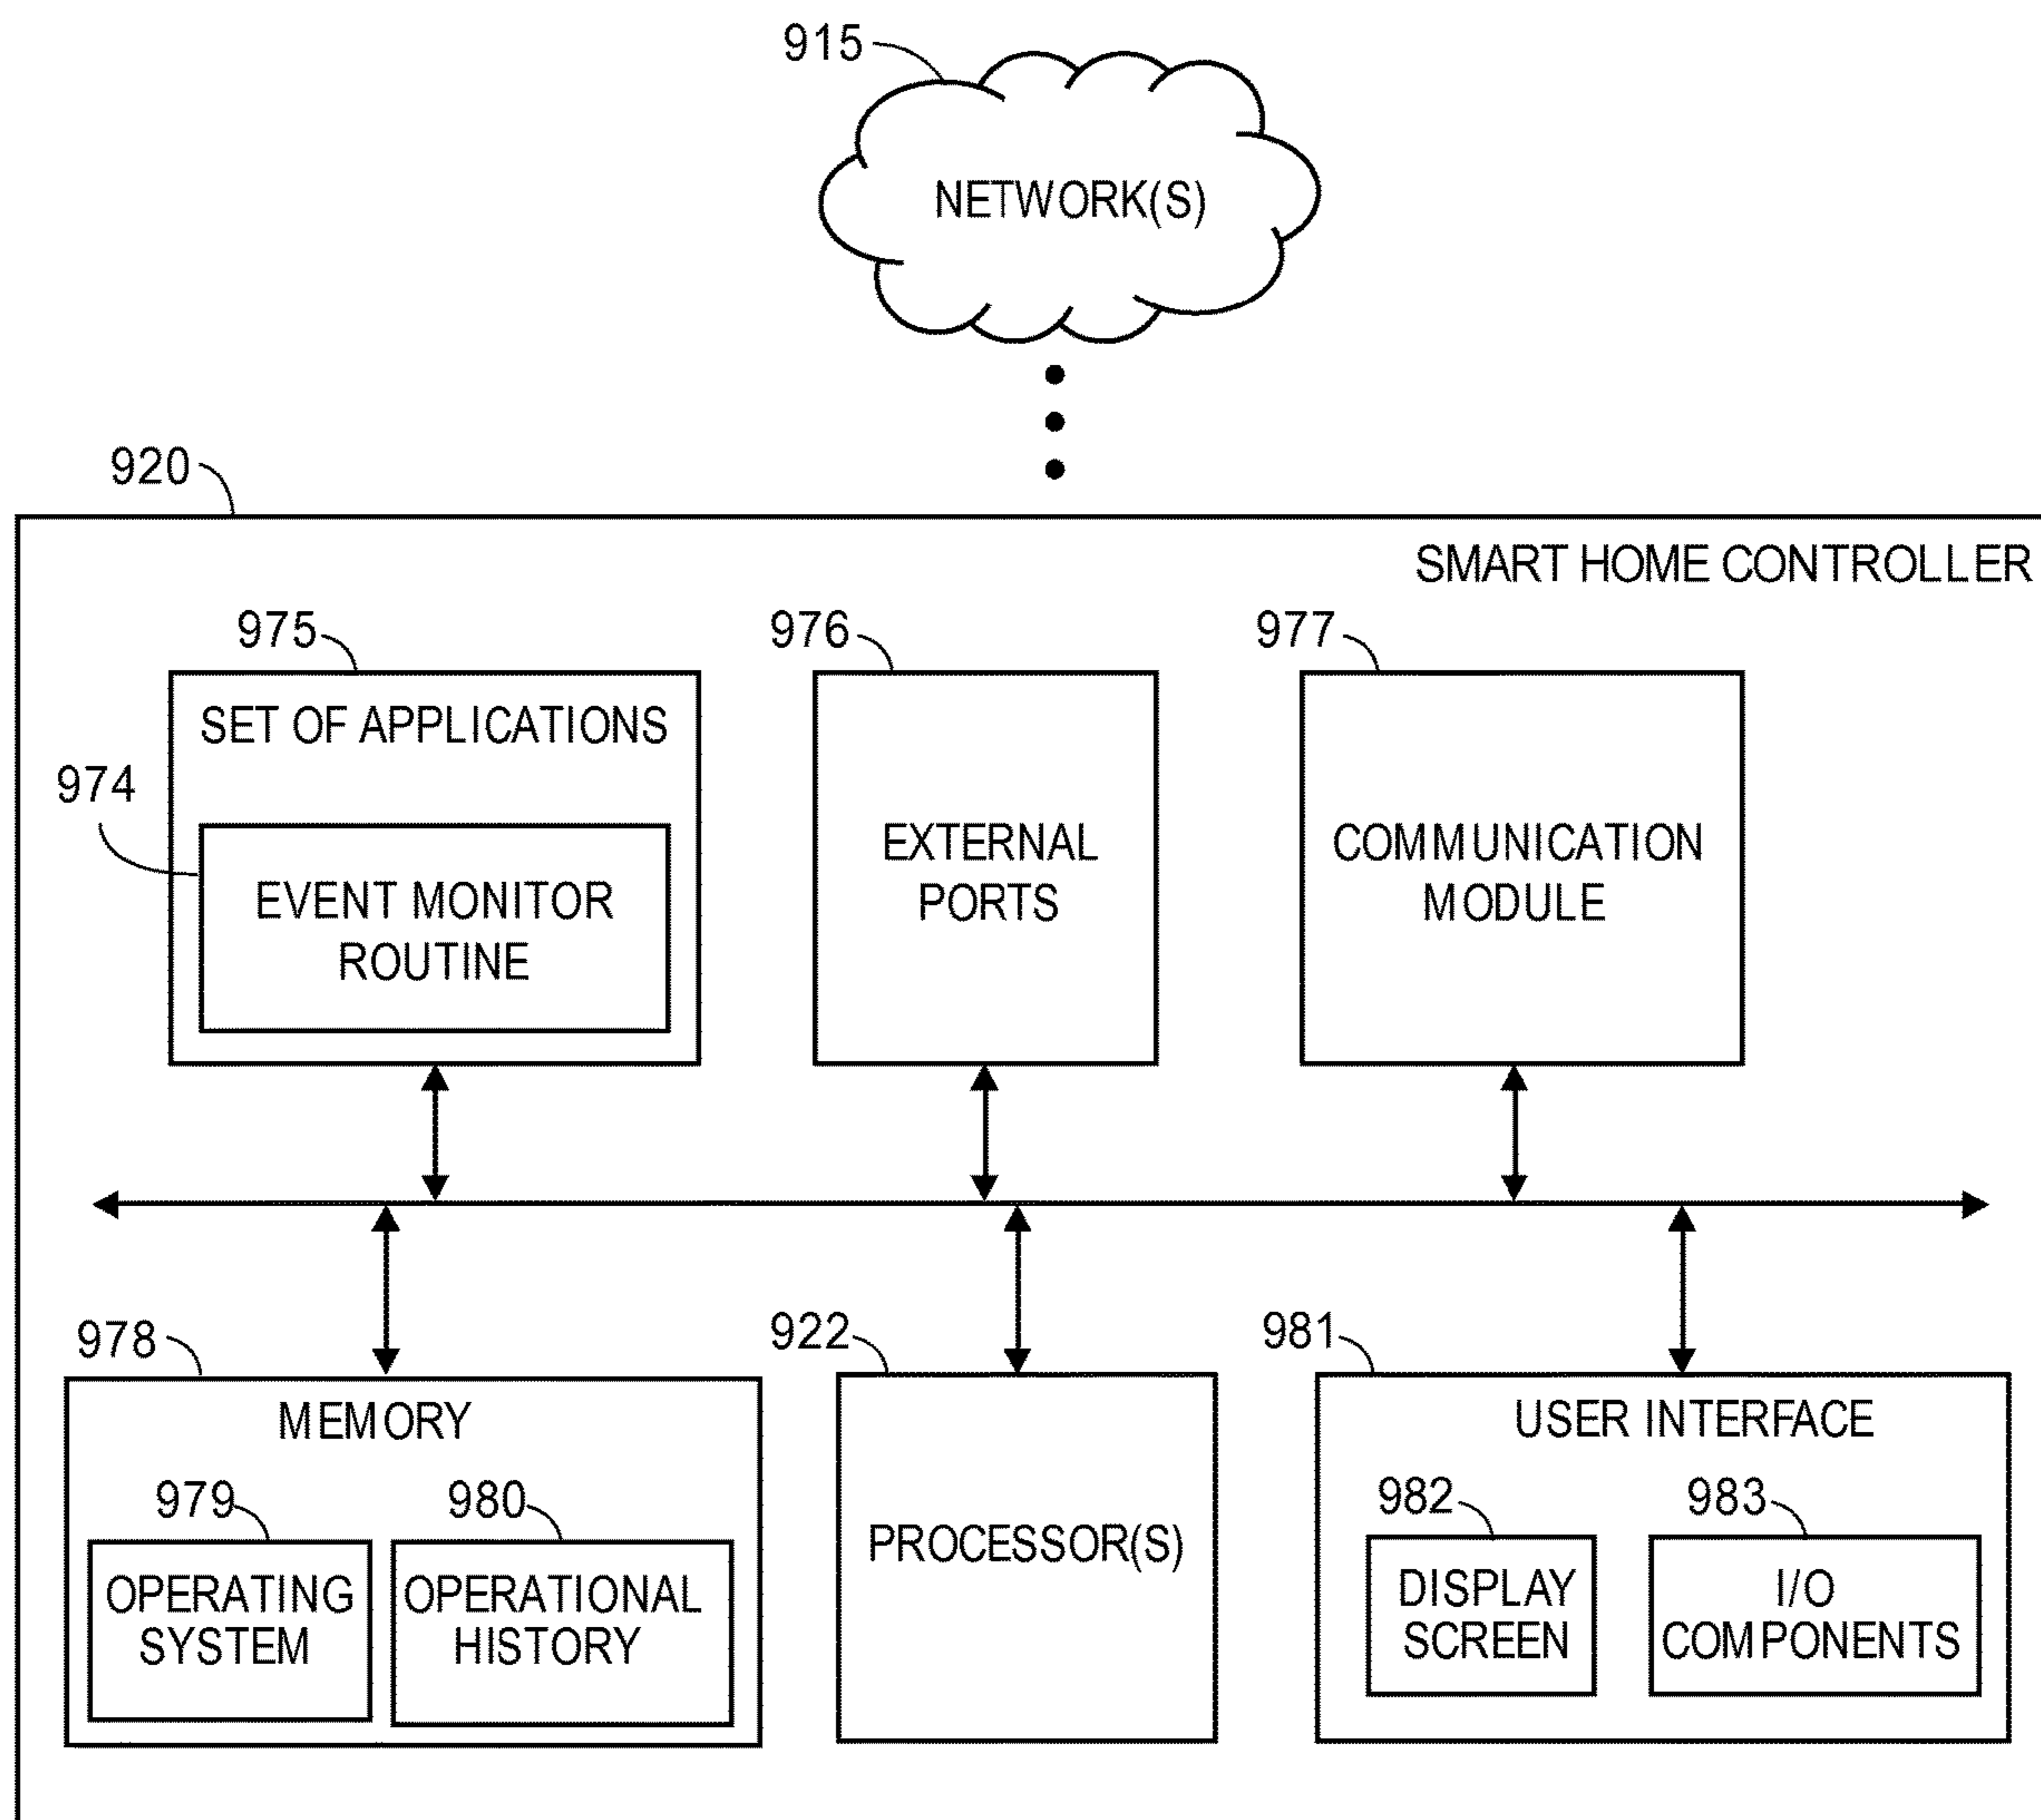 915
NETWORK(S)
920
SMART HOME CONTROLLER
975
976
977
SET OF APPLICATIONS
974
EVENT MONITOR
ROUTINE
EXTERNAL
PORTS
COMMUNICATION
MODULE
978
922
981
MEMORY
979
980
OPERATING
SYSTEM
OPERATIONAL
HISTORY
PROCESSOR(S)
USER INTERFACE
982
983
DISPLAY
SCREEN
I/O
COMPONENTS